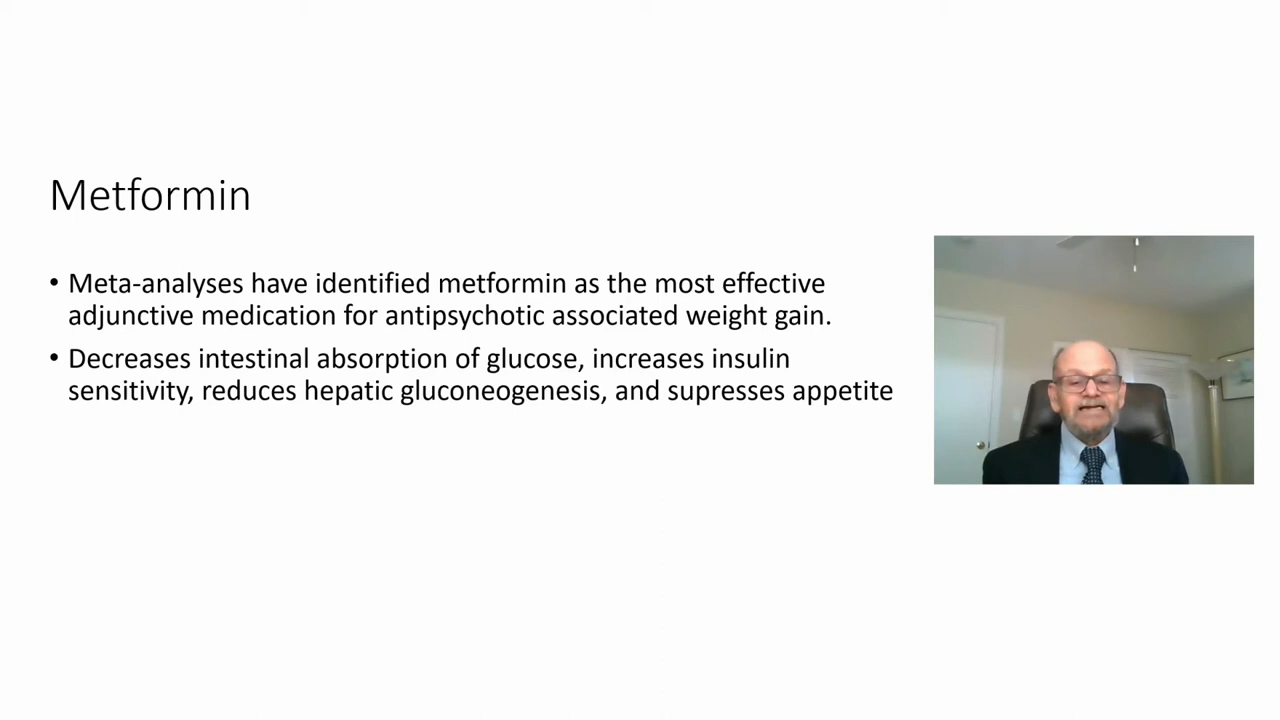 Metformin
• Meta-analyses have identified metformin as the most effective
adjunctive medication for antipsychotic associated weight gain.
• Decreases intestinal absorption of glucose, increases insulin
sensitivity, reduces hepatic gluconeogenesis, and supresses appetite